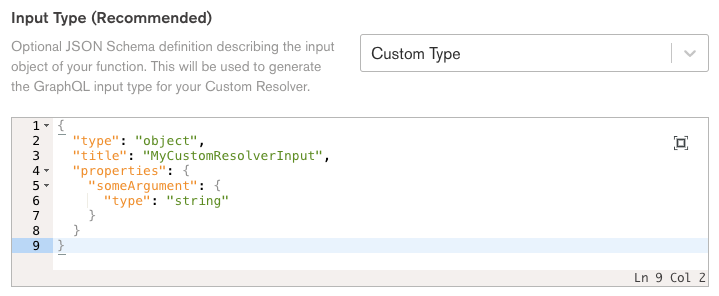 Input Type (Recommended)
Optional JSON Schema definition describing the input
object of your function. This will be used to generate
the GraphQL input type for your Custom Resolver.
Custom Type
1 {
2   "type": "object",
3   "title": "MyCustomResolverInput",
4   "properties": {
5     "someArgument": {
6       "type": "string"
7     }
8   }
9 }
Ln 9 Col 2